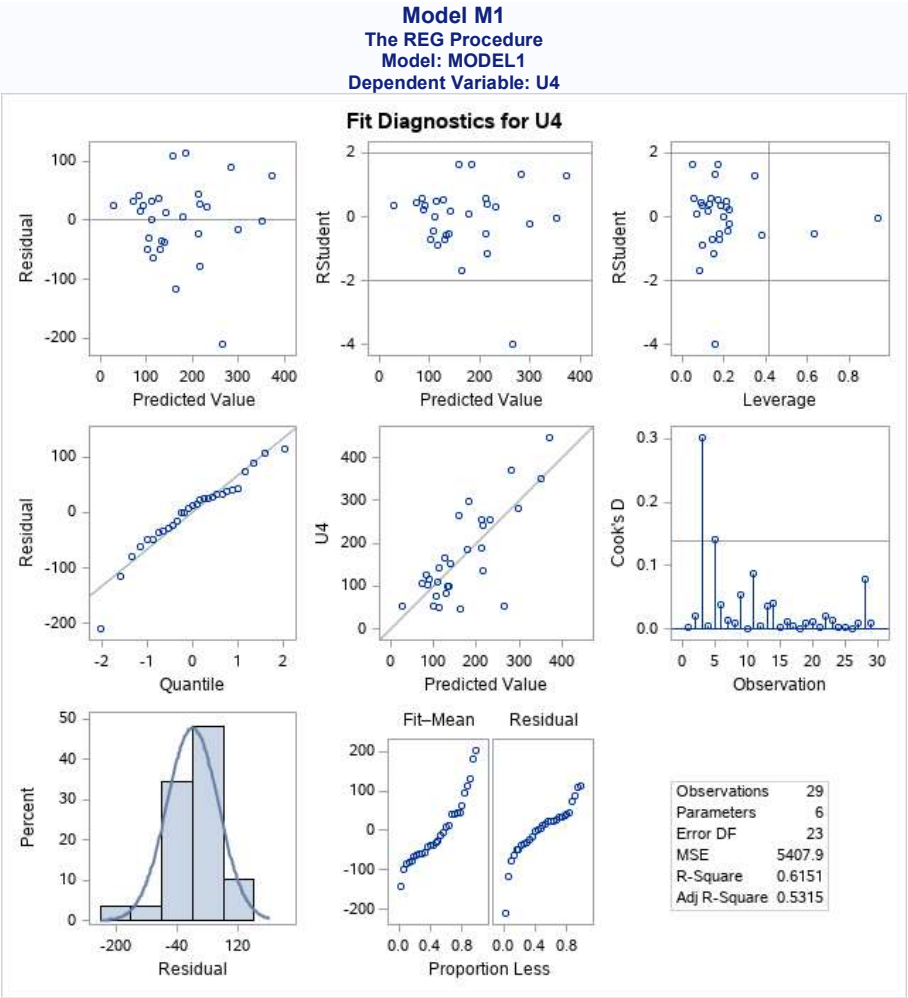 Model M1
The REG Procedure
Model: MODEL1
Dependent Variable: U4
Fit Diagnostics for U4
Residual
100
0
-100
-200
0 100 200 300 400
Predicted Value
RStudent
2
0
-2
-4
0 100 200 300 400
Predicted Value
RStudent
2
0
-2
-4
0.0 0.2 0.4 0.6 0.8
Leverage
Residual
100
0
-100
-200
-2 -1 0 1 2
Quantile
U4
400
300
200
100
0
0 100 200 300 400
Predicted Value
Cook's D
0.3
0.2
0.1
0.0
0 5 10 15 20 25 30
Observation
Percent
50
40
30
20
10
0
-200 -40 120
Residual
Fit–Mean Residual
200
100
0
-100
-200
0.0 0.4 0.8 0.0 0.4 0.8
Proportion Less
Observations 29
Parameters 6
Error DF 23
MSE 5407.9
R-Square 0.6151
Adj R-Square 0.5315